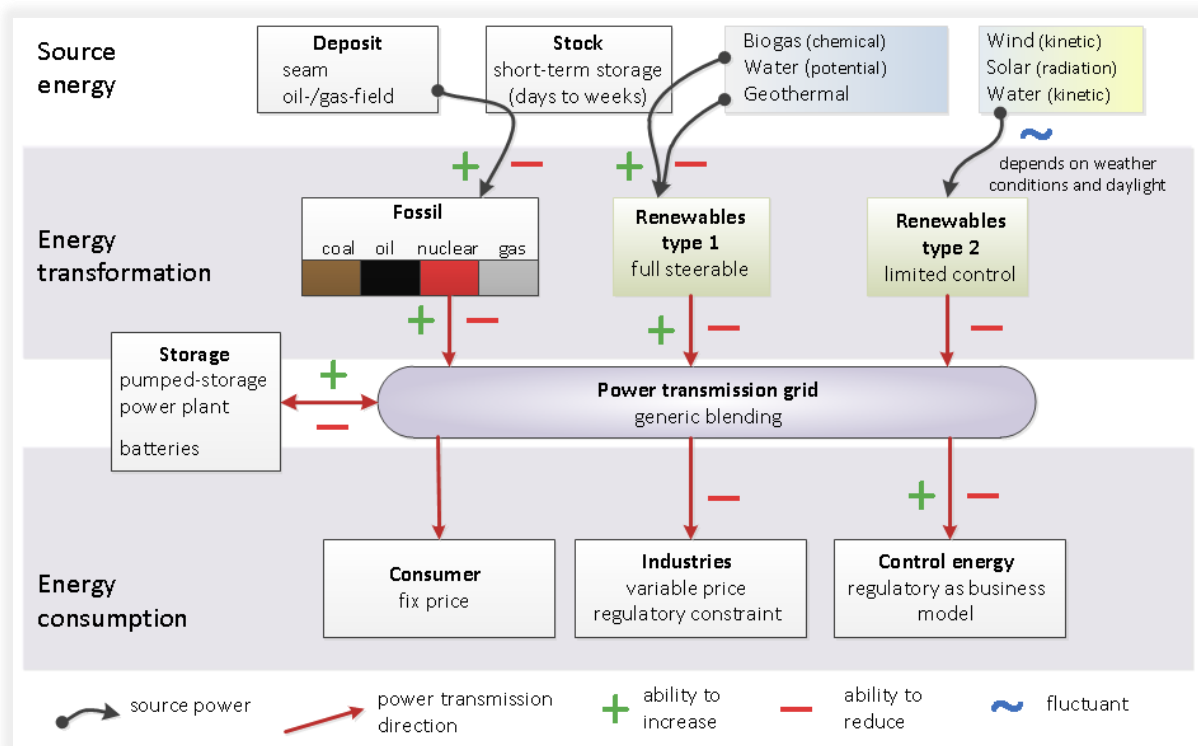 Source
energy
Deposit
seam
oil-/gas-field
Stock
short-term storage
(days to weeks)
Biogas (chemical)
Water (potential)
Geothermal
Wind (kinetic)
Solar (radiation)
Water (kinetic)
~
depends on weather
conditions and daylight
+ −
+ −
Energy
transformation
Fossil
coal oil nuclear gas
Renewables
type 1
full steerable
Renewables
type 2
limited control
+ −
+ −
−
Storage
pumped-storage
power plant
batteries
+
−
Power transmission grid
generic blending
−
+ −
Energy
consumption
Consumer
fix price
Industries
variable price
regulatory constraint
Control energy
regulatory as business
model
source power
power transmission
direction
+ ability to
increase
− ability to
reduce
~ fluctuant